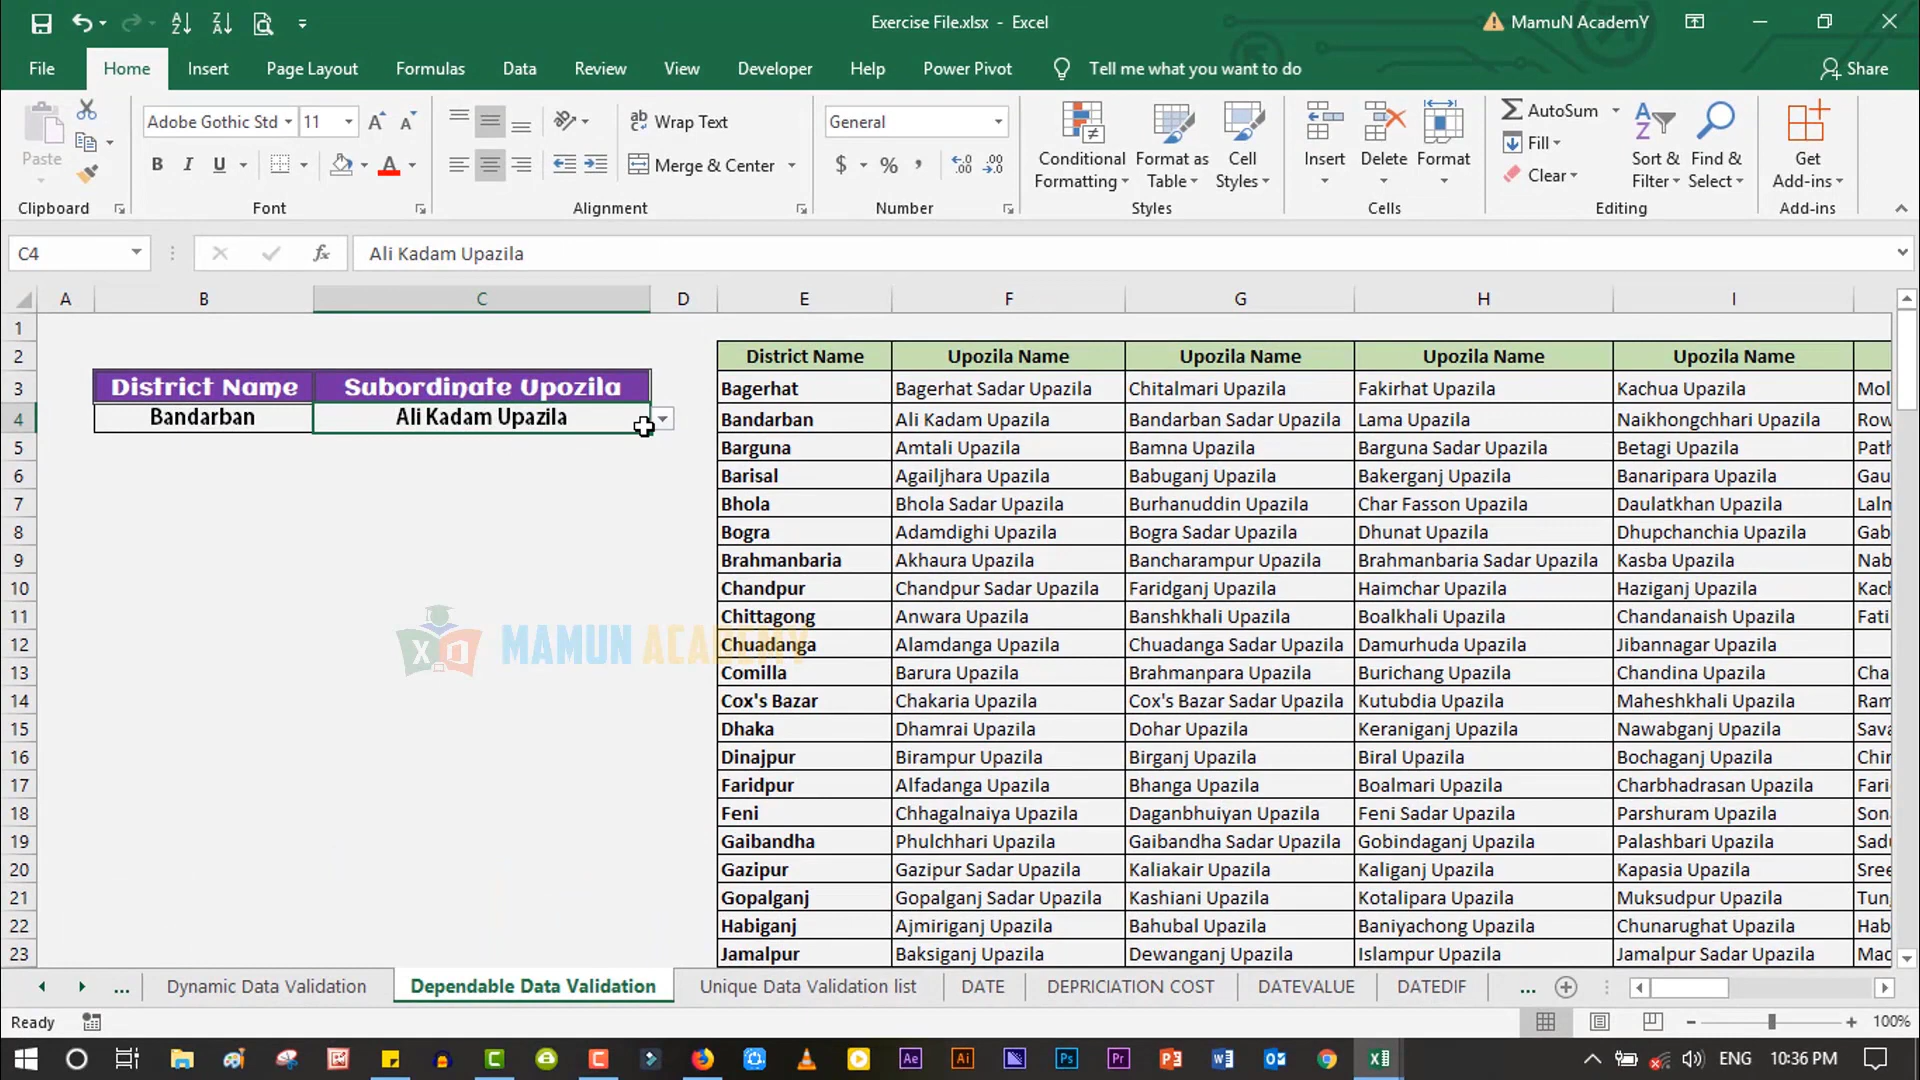 Exercise File.xlsx - Excel
MamuN AcademY
File Home Insert Page Layout Formulas Data Review View Developer Help Power Pivot Tell me what you want to do Share
Paste
Clipboard
Adobe Gothic Std 11
B I U A
Font
Wrap Text
Merge & Center
Alignment
General
$ % ,
Number
Conditional Formatting
Format as Table
Cell Styles
Styles
Insert Delete Format
Cells
AutoSum
Fill
Clear
Sort & Filter
Find & Select
Editing
Get Add-ins
Add-ins
C4 fx Ali Kadam Upazila
A B C D E F G H I
1
2 District Name Upozila Name Upozila Name Upozila Name Upozila Name
3 District Name Subordinate Upozila Bagerhat Bagerhat Sadar Upazila Chitalmari Upazila Fakirhat Upazila Kachua Upazila Mol
4 Bandarban Ali Kadam Upazila Bandarban Ali Kadam Upazila Bandarban Sadar Upazila Lama Upazila Naikhongchhari Upazila Row
5 Barguna Amtali Upazila Bamna Upazila Barguna Sadar Upazila Betagi Upazila Path
6 Barisal Agailjhara Upazila Babuganj Upazila Bakerganj Upazila Banaripara Upazila Gau
7 Bhola Bhola Sadar Upazila Burhanuddin Upazila Char Fasson Upazila Daulatkhan Upazila Lalm
8 Bogra Adamdighi Upazila Bogra Sadar Upazila Dhunat Upazila Dhupchanchia Upazila Gab
9 Brahmanbaria Akhaura Upazila Bancharampur Upazila Brahmanbaria Sadar Upazila Kasba Upazila Nab
10 Chandpur Chandpur Sadar Upazila Faridganj Upazila Haimchar Upazila Haziganj Upazila Kach
11 Chittagong Anwara Upazila Banshkhali Upazila Boalkhali Upazila Chandanaish Upazila Fati
12 Chuadanga Alamdanga Upazila Chuadanga Sadar Upazila Damurhuda Upazila Jibannagar Upazila
MAMUN ACADEMY
13 Comilla Barura Upazila Brahmanpara Upazila Burichang Upazila Chandina Upazila Cha
14 Cox's Bazar Chakaria Upazila Cox's Bazar Sadar Upazila Kutubdia Upazila Maheshkhali Upazila Ram
15 Dhaka Dhamrai Upazila Dohar Upazila Keraniganj Upazila Nawabganj Upazila Sava
16 Dinajpur Birampur Upazila Birganj Upazila Biral Upazila Bochaganj Upazila Chir
17 Faridpur Alfadanga Upazila Bhanga Upazila Boalmari Upazila Charbhadrasan Upazila Fari
18 Feni Chhagalnaiya Upazila Daganbhuiyan Upazila Feni Sadar Upazila Parshuram Upazila Son
19 Gaibandha Phulchhari Upazila Gaibandha Sadar Upazila Gobindaganj Upazila Palashbari Upazila Sadu
20 Gazipur Gazipur Sadar Upazila Kaliakair Upazila Kaliganj Upazila Kapasia Upazila Sree
21 Gopalganj Gopalganj Sadar Upazila Kashiani Upazila Kotalipara Upazila Muksudpur Upazila Tung
22 Habiganj Ajmiriganj Upazila Bahubal Upazila Baniyachong Upazila Chunarughat Upazila Hab
23 Jamalpur Baksiganj Upazila Dewanganj Upazila Islampur Upazila Jamalpur Sadar Upazila Mad
... Dynamic Data Validation Dependable Data Validation Unique Data Validation list DATE DEPRICIATION COST DATEVALUE DATEDIF ...
Ready 100%
Ae Ai Ps Pr ENG 10:36 PM